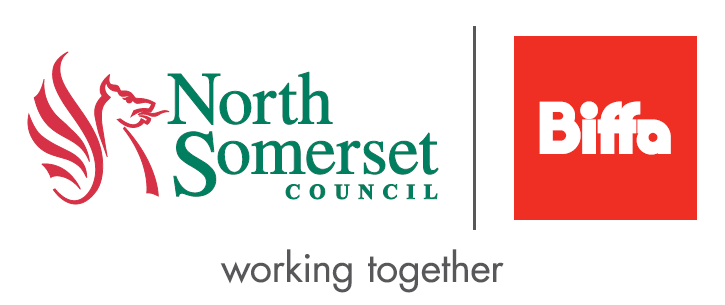 North
Somerset
COUNCIL
Biffa
working together